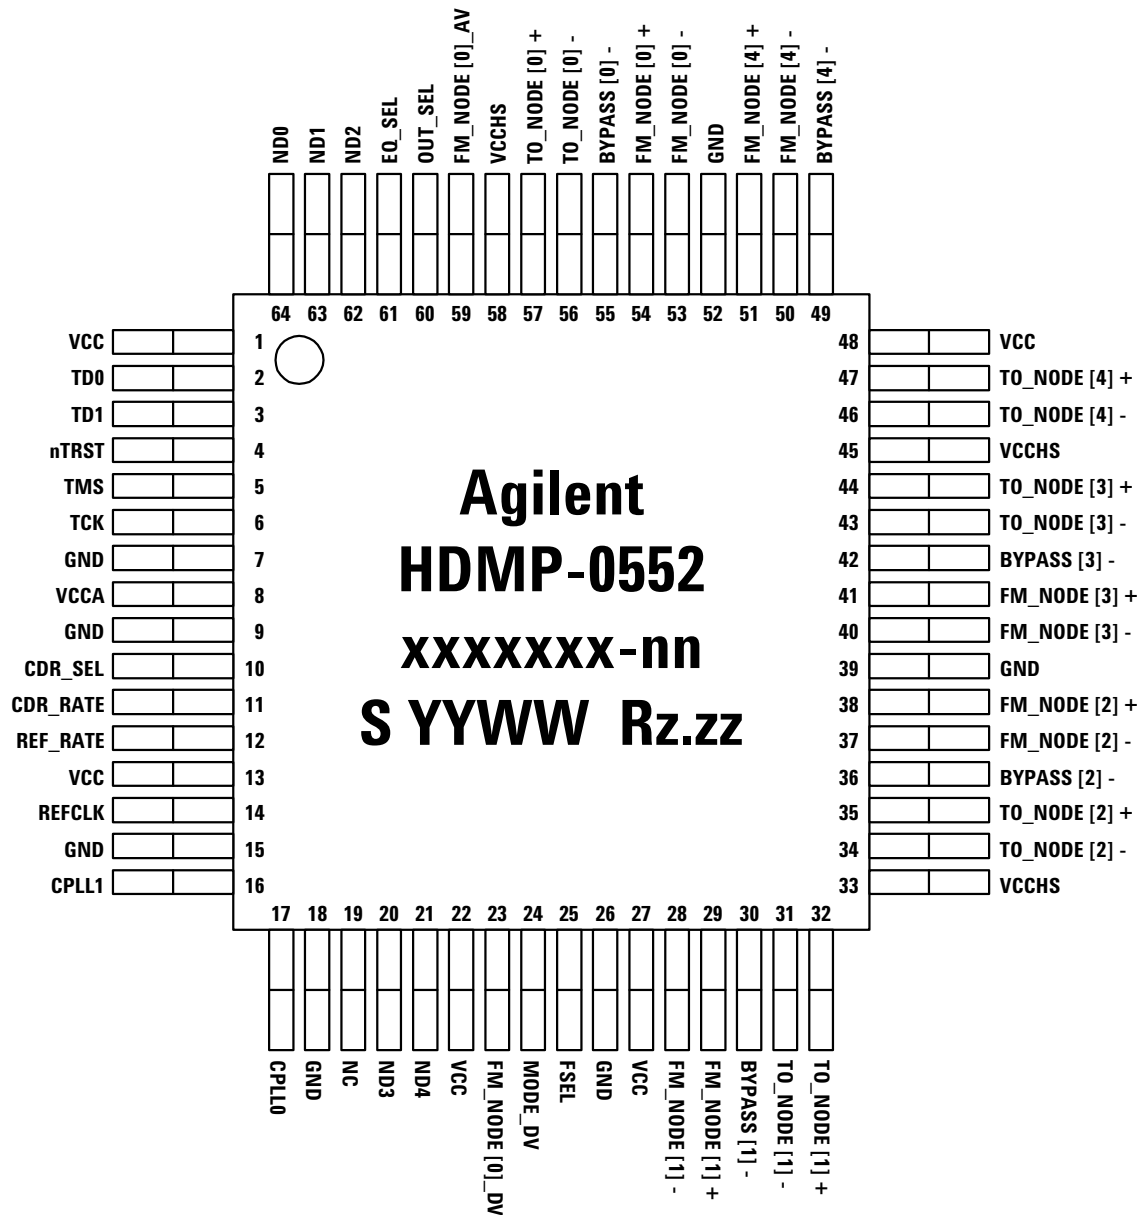 ND0
ND1
ND2
EQ_SEL
OUT_SEL
FM_NODE [0]_AV
VCCHS
TO_NODE [0] +
TO_NODE [0] -
BYPASS [0] -
FM_NODE [0] +
FM_NODE [0] -
GND
FM_NODE [4] +
FM_NODE [4] -
BYPASS [4] -
64 63 62 61 60 59 58 57 56 55 54 53 52 51 50 49
VCC 1
TD0 2
TD1 3
nTRST 4
TMS 5
TCK 6
GND 7
VCCA 8
GND 9
CDR_SEL 10
CDR_RATE 11
REF_RATE 12
VCC 13
REFCLK 14
GND 15
CPLL1 16
Agilent
HDMP-0552
xxxxxxx-nn
S YYWW Rz.zz
48 VCC
47 TO_NODE [4] +
46 TO_NODE [4] -
45 VCCHS
44 TO_NODE [3] +
43 TO_NODE [3] -
42 BYPASS [3] -
41 FM_NODE [3] +
40 FM_NODE [3] -
39 GND
38 FM_NODE [2] +
37 FM_NODE [2] -
36 BYPASS [2] -
35 TO_NODE [2] +
34 TO_NODE [2] -
33 VCCHS
17 18 19 20 21 22 23 24 25 26 27 28 29 30 31 32
CPLL0
GND
NC
ND3
ND4
VCC
FM_NODE [0]_DV
MODE_DV
FSEL
GND
VCC
FM_NODE [1] -
FM_NODE [1] +
BYPASS [1] -
TO_NODE [1] -
TO_NODE [1] +